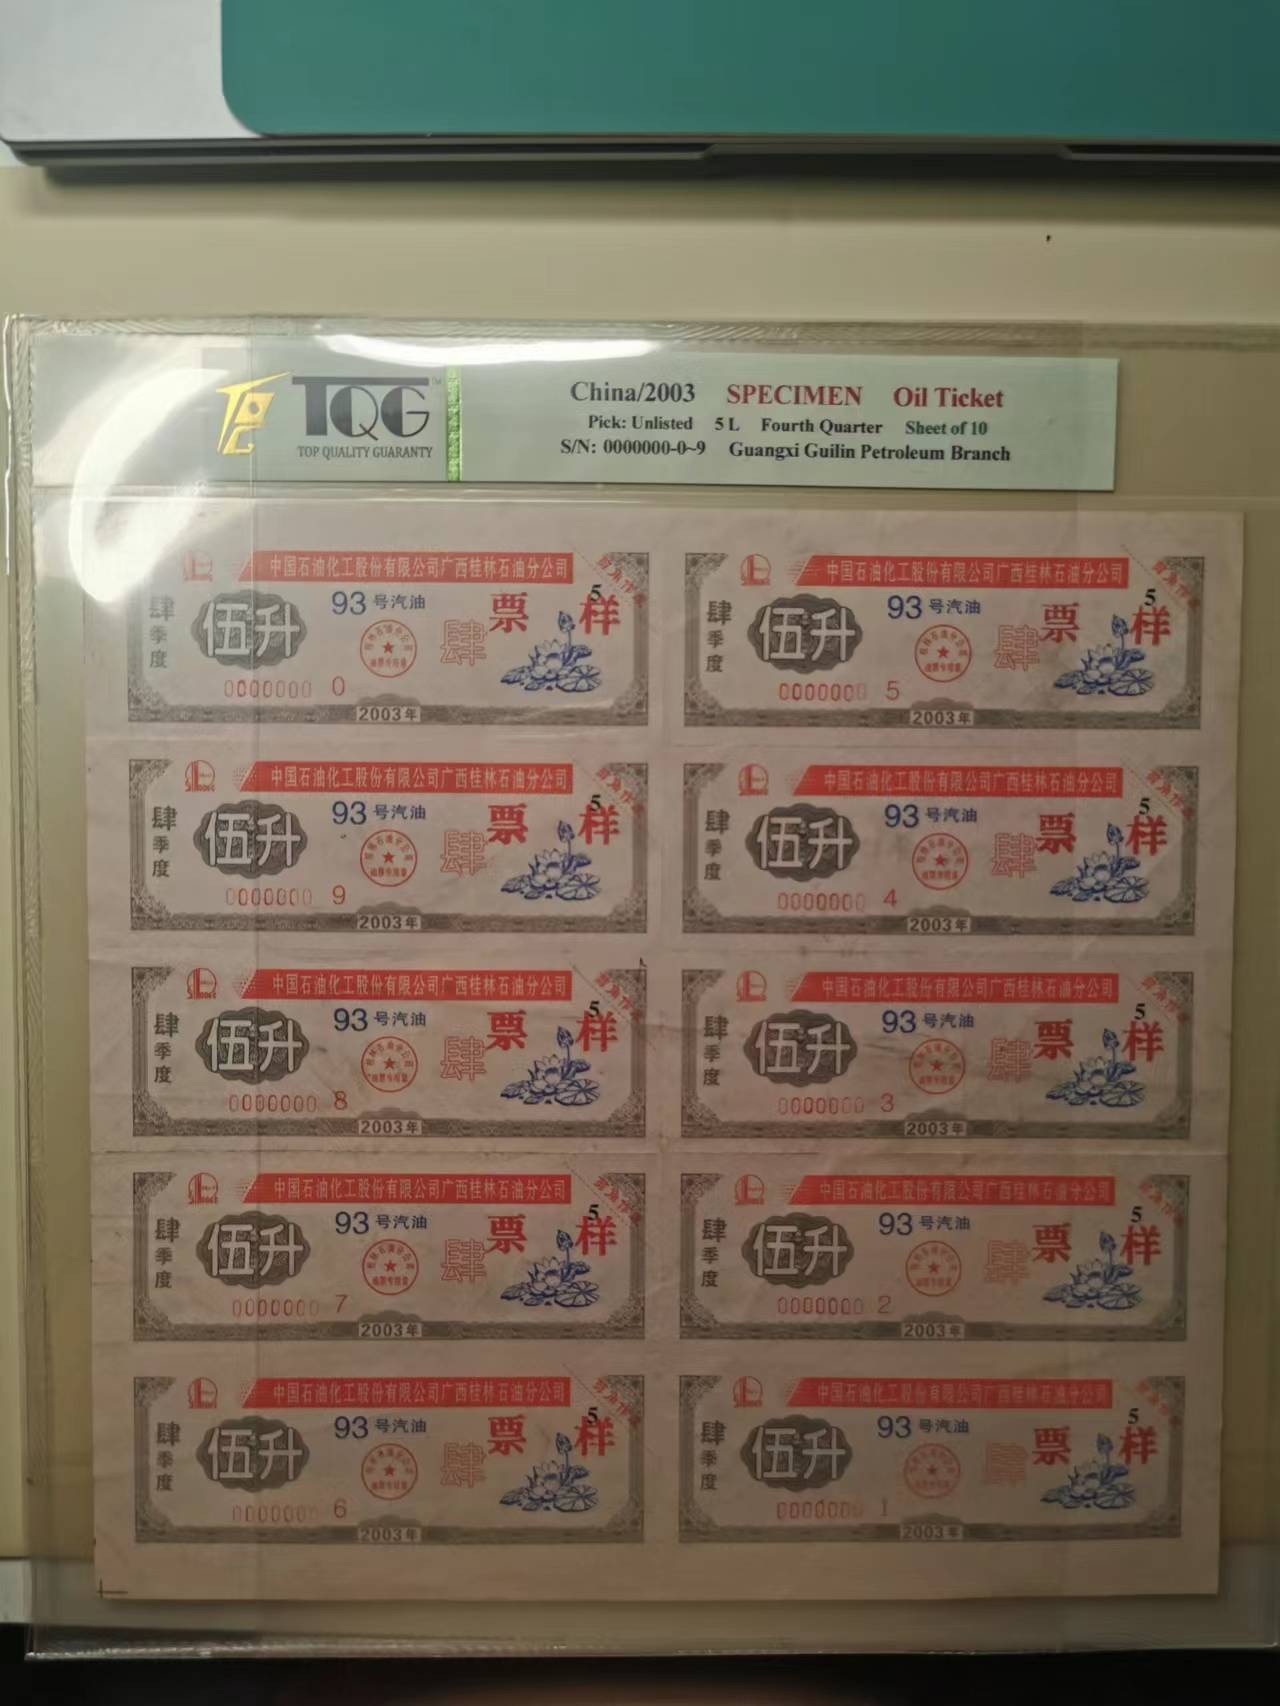 TQG
TOP QUALITY GUARANTY
China/2003 SPECIMEN Oil Ticket
Pick: Unlisted 5 L Fourth Quarter Sheet of 10
S/N: 0000000-0~9 Guangxi Guilin Petroleum Branch
中国石油化工股份有限公司广西桂林石油分公司
肆季度
伍升
93号汽油
肆
票样
5
0000000 0
2003年
中国石油化工股份有限公司广西桂林石油分公司
肆季度
伍升
93号汽油
肆
票样
5
0000000 5
2003年
中国石油化工股份有限公司广西桂林石油分公司
肆季度
伍升
93号汽油
肆
票样
5
0000000 9
2003年
中国石油化工股份有限公司广西桂林石油分公司
肆季度
伍升
93号汽油
肆
票样
5
0000000 4
2003年
中国石油化工股份有限公司广西桂林石油分公司
肆季度
伍升
93号汽油
肆
票样
5
0000000 8
2003年
中国石油化工股份有限公司广西桂林石油分公司
肆季度
伍升
93号汽油
肆
票样
5
0000000 3
2003年
中国石油化工股份有限公司广西桂林石油分公司
肆季度
伍升
93号汽油
肆
票样
5
0000000 7
2003年
中国石油化工股份有限公司广西桂林石油分公司
肆季度
伍升
93号汽油
肆
票样
5
0000000 2
2003年
中国石油化工股份有限公司广西桂林石油分公司
肆季度
伍升
93号汽油
肆
票样
5
0000000 6
2003年
中国石油化工股份有限公司广西桂林石油分公司
肆季度
伍升
93号汽油
肆
票样
5
0000000 1
2003年